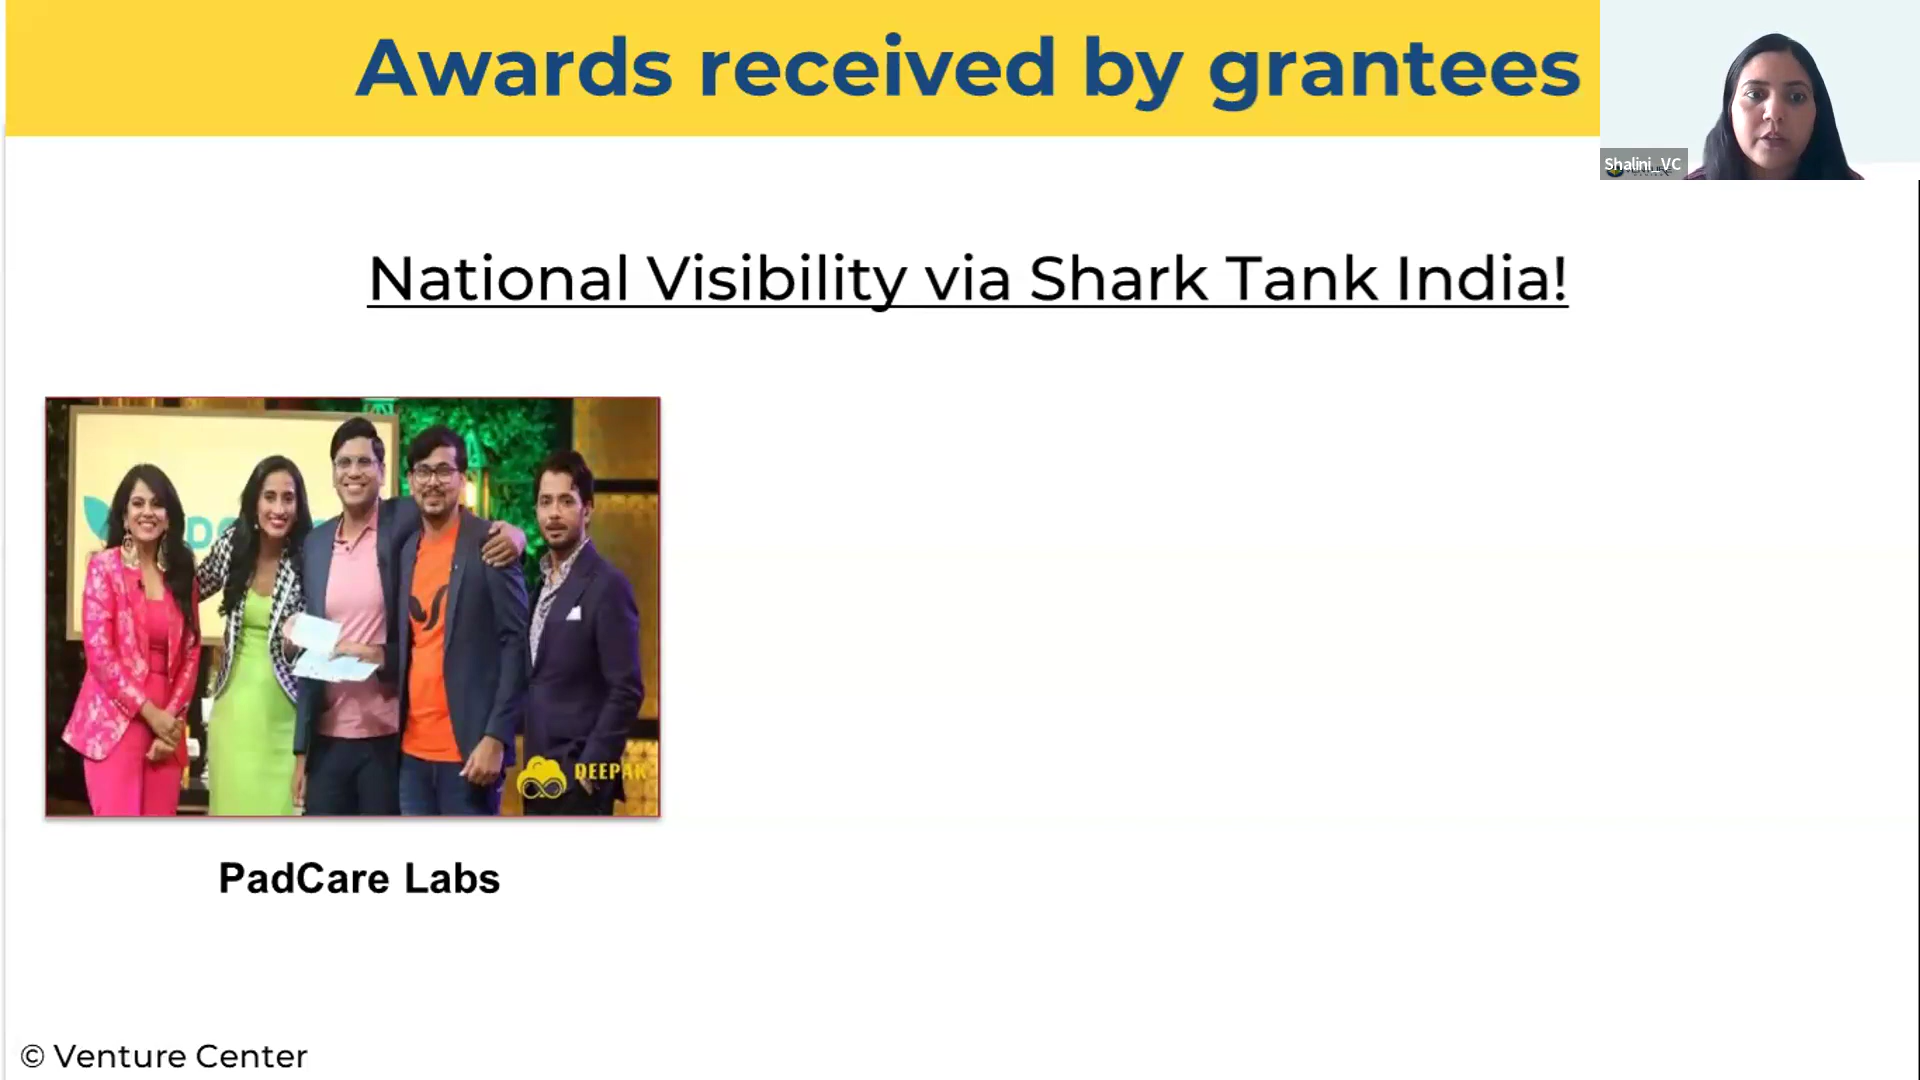 Awards received by grantees
Shalini_VC
National Visibility via Shark Tank India!
DEEPAK
PadCare Labs
© Venture Center